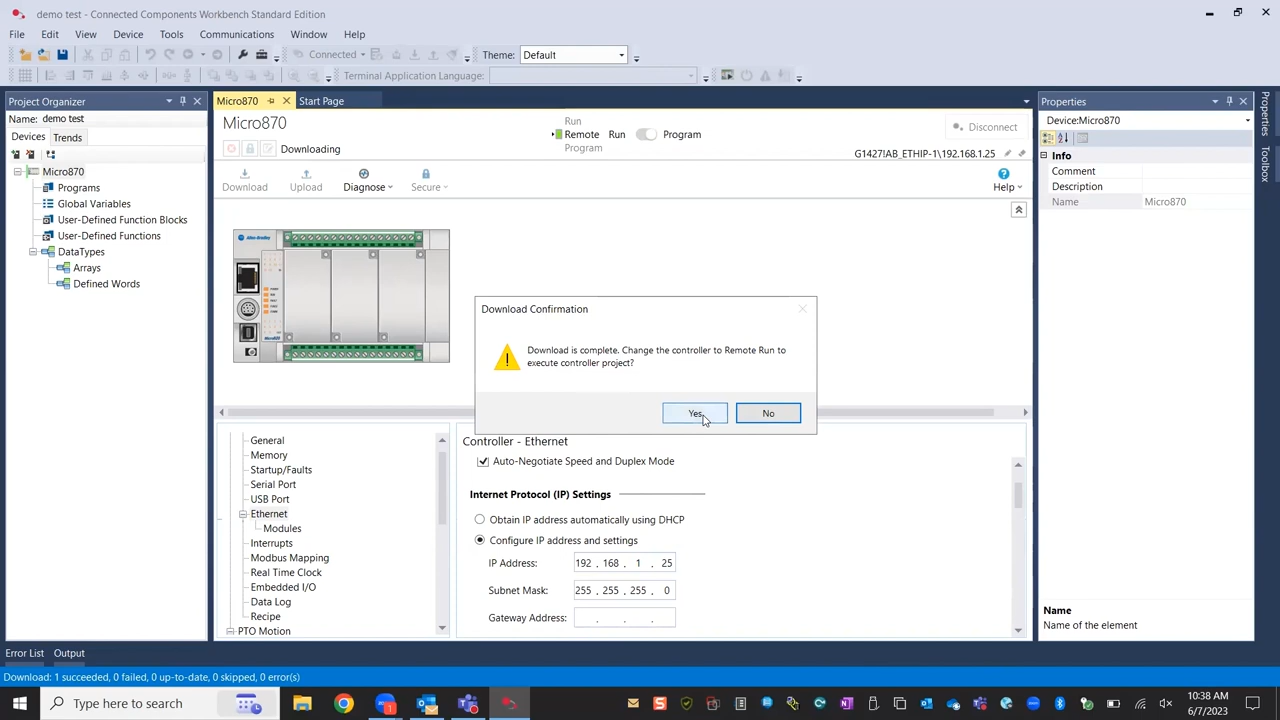 demo test - Connected Components Workbench Standard Edition
File Edit View Device Tools Communications Window Help
Connected Theme: Default
Terminal Application Language:
Project Organizer
Name: demo test
Devices Trends
Micro870
Programs
Global Variables
User-Defined Function Blocks
User-Defined Functions
DataTypes
Arrays
Defined Words
Micro870 Start Page
Micro870
Run
Remote Run Program
Program
Disconnect
Downloading
G1427!AB_ETHIP-1\192.168.1.25
Download Upload Diagnose Secure Help
Download Confirmation
Download is complete. Change the controller to Remote Run to
execute controller project?
Yes No
General
Memory
Startup/Faults
Serial Port
USB Port
Ethernet
Modules
Interrupts
Modbus Mapping
Real Time Clock
Embedded I/O
Data Log
Recipe
PTO Motion
Controller - Ethernet
Auto-Negotiate Speed and Duplex Mode
Internet Protocol (IP) Settings
Obtain IP address automatically using DHCP
Configure IP address and settings
IP Address: 192 . 168 . 1 . 25
Subnet Mask: 255 . 255 . 255 . 0
Gateway Address: . . .
Properties
Device:Micro870
Info
Comment
Description
Name Micro870
Name
Name of the element
Properties
Toolbox
Error List Output
Download: 1 succeeded, 0 failed, 0 up-to-date, 0 skipped, 0 error(s)
Type here to search
10:38 AM
6/7/2023